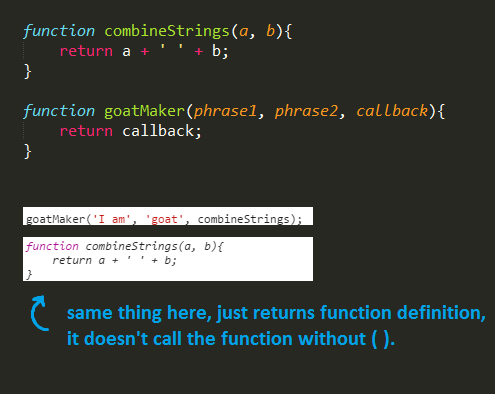 function combineStrings(a, b){
    return a + ' ' + b;
}
function goatMaker(phrase1, phrase2, callback){
    return callback;
}
goatMaker('I am', 'goat', combineStrings);
function combineStrings(a, b){
    return a + ' ' + b;
}
same thing here, just returns function definition,
it doesn't call the function without ( ).